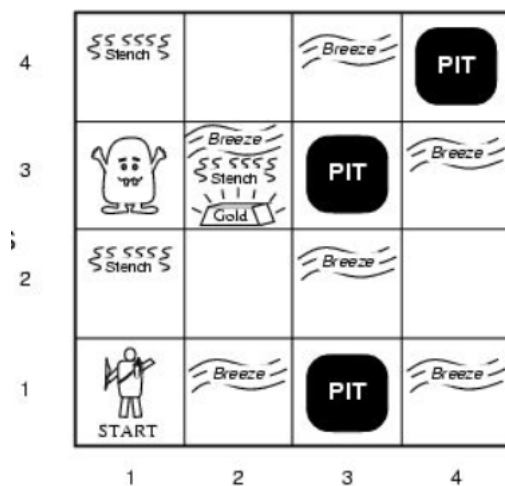 4
Stench
Breeze
PIT
3
Breeze
Stench
Gold
PIT
Breeze
2
Stench
Breeze
1
START
Breeze
PIT
Breeze
1 2 3 4